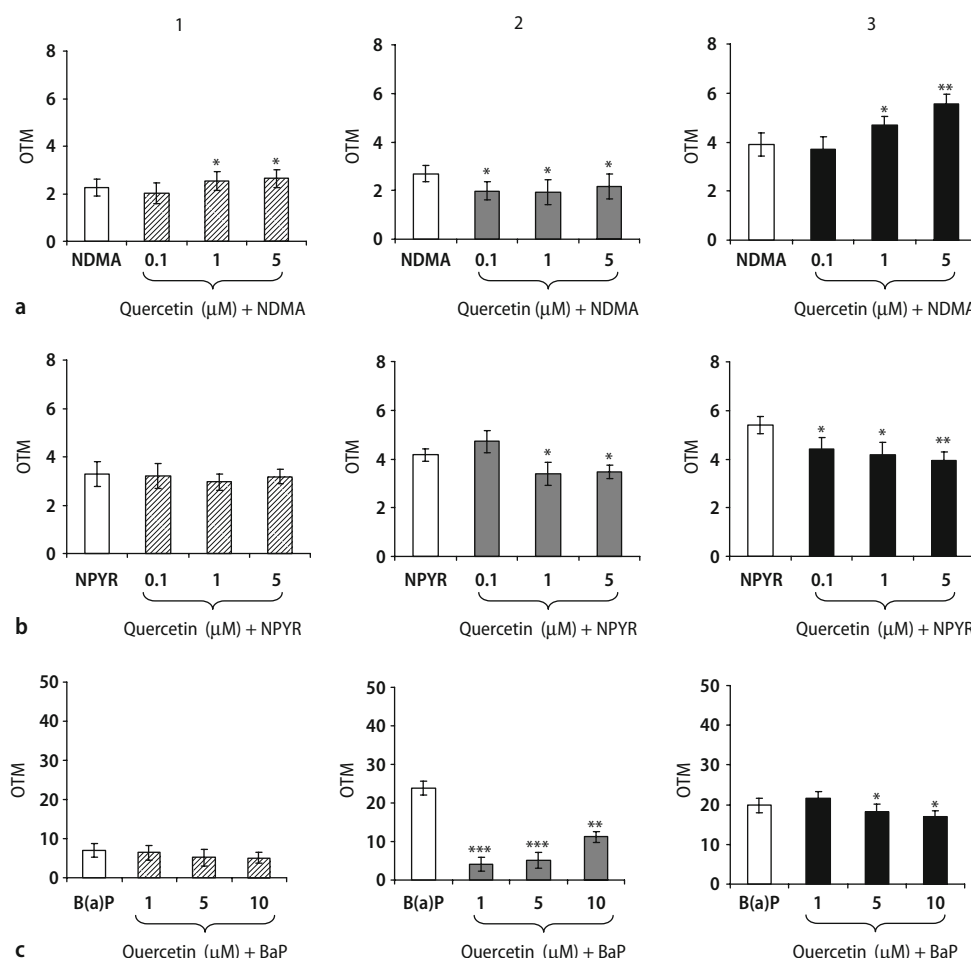 1 2 3
8 8 8
6 6 6
** 
*
OTM OTM OTM
4 4 4
* * * * *
2 2 2
0 0 0
NDMA 0.1 1 5 NDMA 0.1 1 5 NDMA 0.1 1 5
a Quercetin (μM) + NDMA Quercetin (μM) + NDMA Quercetin (μM) + NDMA
8 8 8
6 6 6
* * **
OTM OTM OTM
4 4 4
* *
2 2 2
0 0 0
NPYR 0.1 1 5 NPYR 0.1 1 5 NPYR 0.1 1 5
b Quercetin (μM) + NPYR Quercetin (μM) + NPYR Quercetin (μM) + NPYR
50 50 50
40 40 40
30 30 30
OTM OTM OTM
20 20 20
* *
*** *** **
10 10 10
0 0 0
B(a)P 1 5 10 B(a)P 1 5 10 B(a)P 1 5 10
c Quercetin (μM) + BaP Quercetin (μM) + BaP Quercetin (μM) + BaP